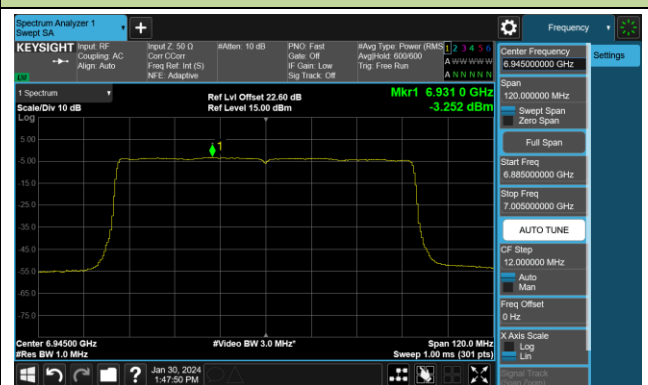 Spectrum Analyzer 1
Swept SA
+
Frequency
KEYSIGHT
Input: RF
Coupling: AC
Align: Auto
Input Z: 50 Ω
Corr CCorr
Freq Ref: Int (S)
NFE: Adaptive
#Atten: 10 dB
PNO: Fast
Gate: Off
IF Gain: Low
Sig Track: Off
#Avg Type: Power (RMS
Avg|Hold: 600/600
Trig: Free Run
1 2 3 4 5 6
A W W W W W
A N N N N N
LXI
Center Frequency
6.945000000 GHz
Settings
Span
120.000000 MHz
Swept Span
Zero Span
Full Span
Start Freq
6.885000000 GHz
Stop Freq
7.005000000 GHz
AUTO TUNE
CF Step
12.000000 MHz
Auto
Man
Freq Offset
0 Hz
X Axis Scale
Log
Lin
Signal Track
(Span Zoom)
1 Spectrum
Scale/Div 10 dB
Log
Ref Lvl Offset 22.60 dB
Ref Level 15.00 dBm
Mkr1 6.931 0 GHz
-3.252 dBm
1
5.00
-5.00
-15.0
-25.0
-35.0
-45.0
-55.0
-65.0
-75.0
Center 6.94500 GHz
#Res BW 1.0 MHz
#Video BW 3.0 MHz*
Span 120.0 MHz
Sweep 1.00 ms (301 pts)
?
Jan 30, 2024
1:47:50 PM